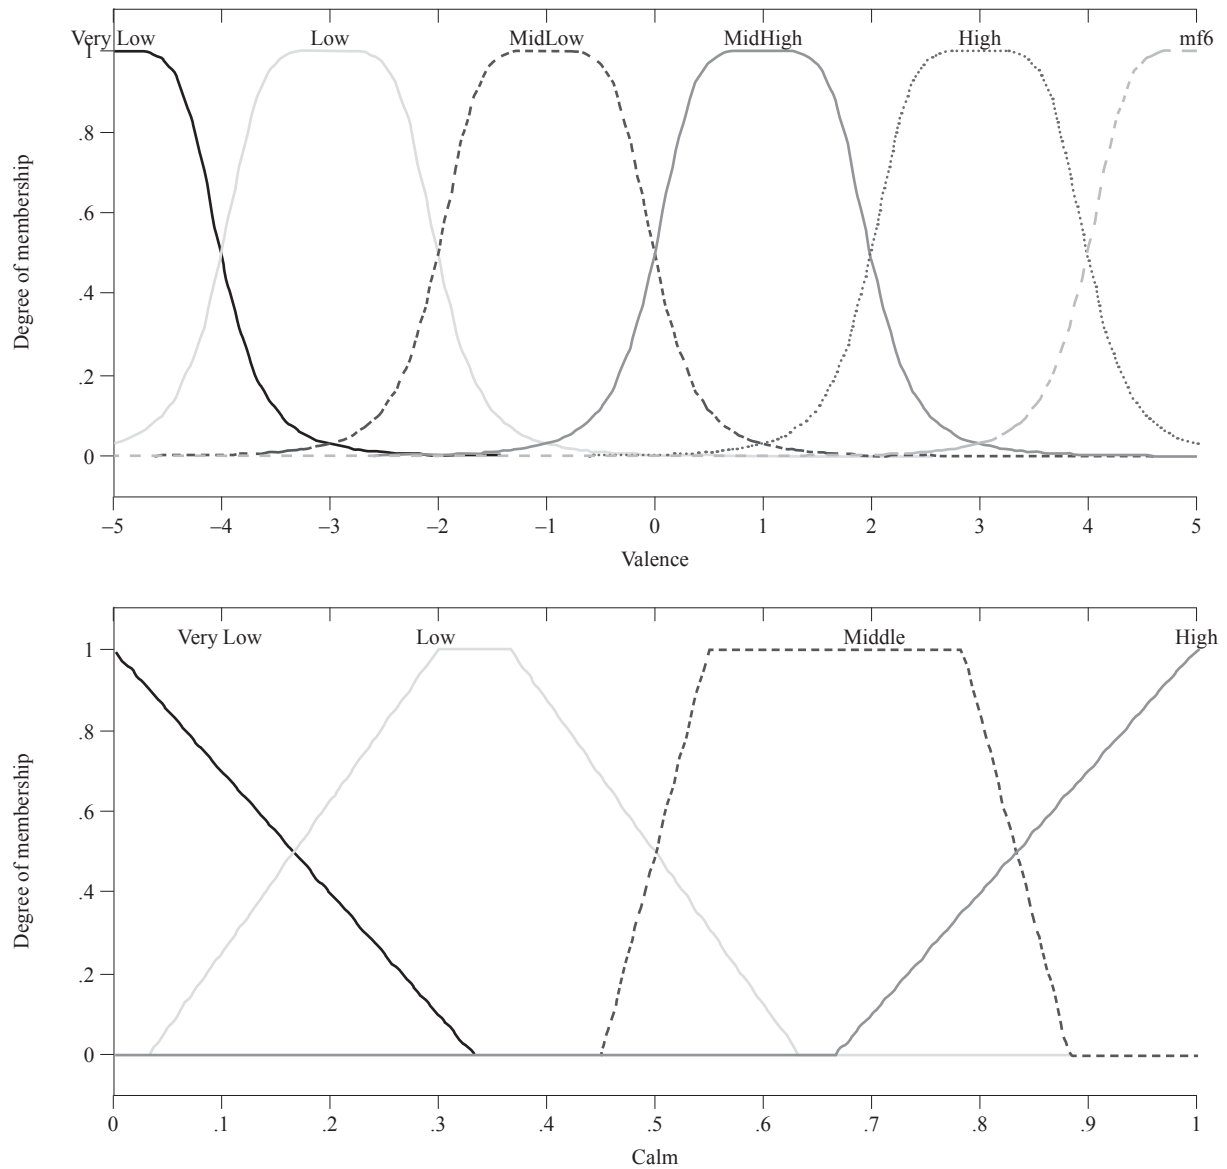 Very Low Low MidLow MidHigh High mf6
1
.8
.6
.4
.2
0
Degree of membership
–5 –4 –3 –2 –1 0 1 2 3 4 5
Valence
Very Low Low Middle High
1
.8
.6
.4
.2
0
Degree of membership
0 .1 .2 .3 .4 .5 .6 .7 .8 .9 1
Calm